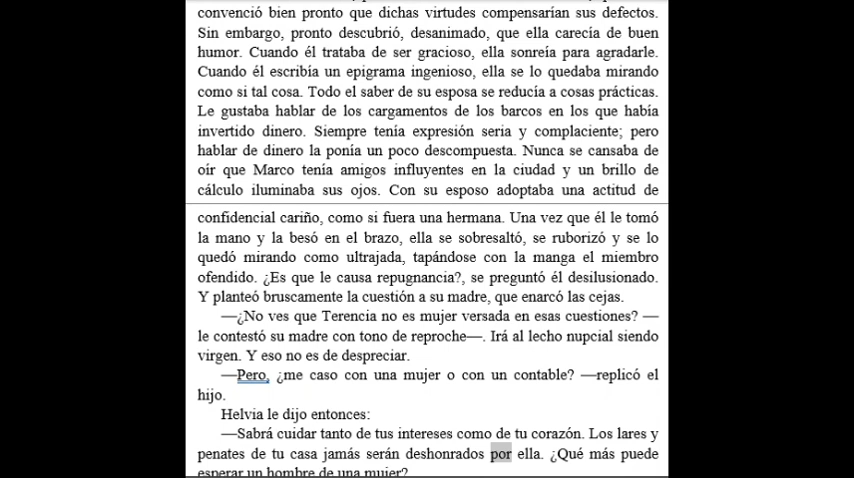 convenció bien pronto que dichas virtudes compensarían sus defectos.
Sin embargo, pronto descubrió, desanimado, que ella carecía de buen
humor. Cuando él trataba de ser gracioso, ella sonreía para agradarle.
Cuando él escribía un epigrama ingenioso, ella se lo quedaba mirando
como si tal cosa. Todo el saber de su esposa se reducía a cosas prácticas.
Le gustaba hablar de los cargamentos de los barcos en los que había
invertido dinero. Siempre tenía expresión seria y complaciente; pero
hablar de dinero la ponía un poco descompuesta. Nunca se cansaba de
oír que Marco tenía amigos influyentes en la ciudad y un brillo de
cálculo iluminaba sus ojos. Con su esposo adoptaba una actitud de
confidencial cariño, como si fuera una hermana. Una vez que él le tomó
la mano y la besó en el brazo, ella se sobresaltó, se ruborizó y se lo
quedó mirando como ultrajada, tapándose con la manga el miembro
ofendido. ¿Es que le causa repugnancia?, se preguntó él desilusionado.
Y planteó bruscamente la cuestión a su madre, que enarcó las cejas.
—¿No ves que Terencia no es mujer versada en esas cuestiones? —
le contestó su madre con tono de reproche—. Irá al lecho nupcial siendo
virgen. Y eso no es de despreciar.
—Pero, ¿me caso con una mujer o con un contable? —replicó el
hijo.
Helvia le dijo entonces:
—Sabrá cuidar tanto de tus intereses como de tu corazón. Los lares y
penates de tu casa jamás serán deshonrados por ella. ¿Qué más puede
esperar un hombre de una mujer?